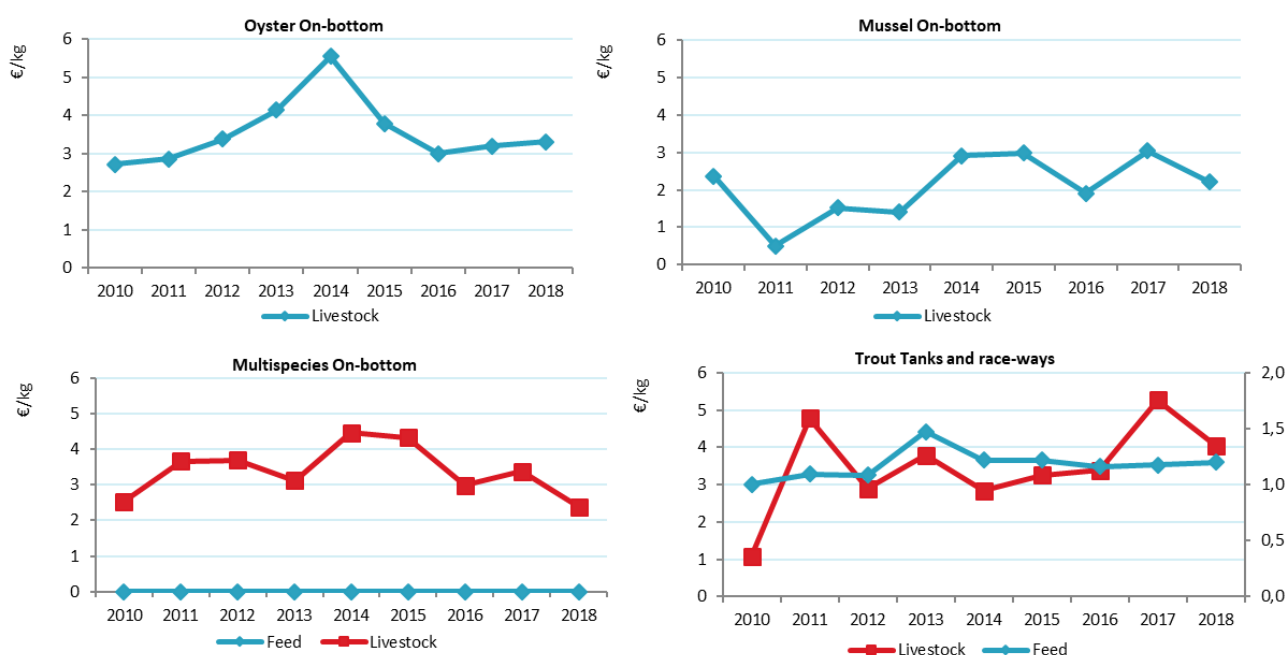 Oyster On-bottom
€/kg
6
5
4
3
2
1
0
2010 2011 2012 2013 2014 2015 2016 2017 2018
Livestock
Mussel On-bottom
€/kg
6
5
4
3
2
1
0
2010 2011 2012 2013 2014 2015 2016 2017 2018
Livestock
Multispecies On-bottom
€/kg
6
5
4
3
2
1
0
2010 2011 2012 2013 2014 2015 2016 2017 2018
Feed Livestock
Trout Tanks and race-ways
€/kg
6
5
4
3
2
1
0
2,0
1,5
1,0
0,5
0,0
2010 2011 2012 2013 2014 2015 2016 2017 2018
Livestock Feed